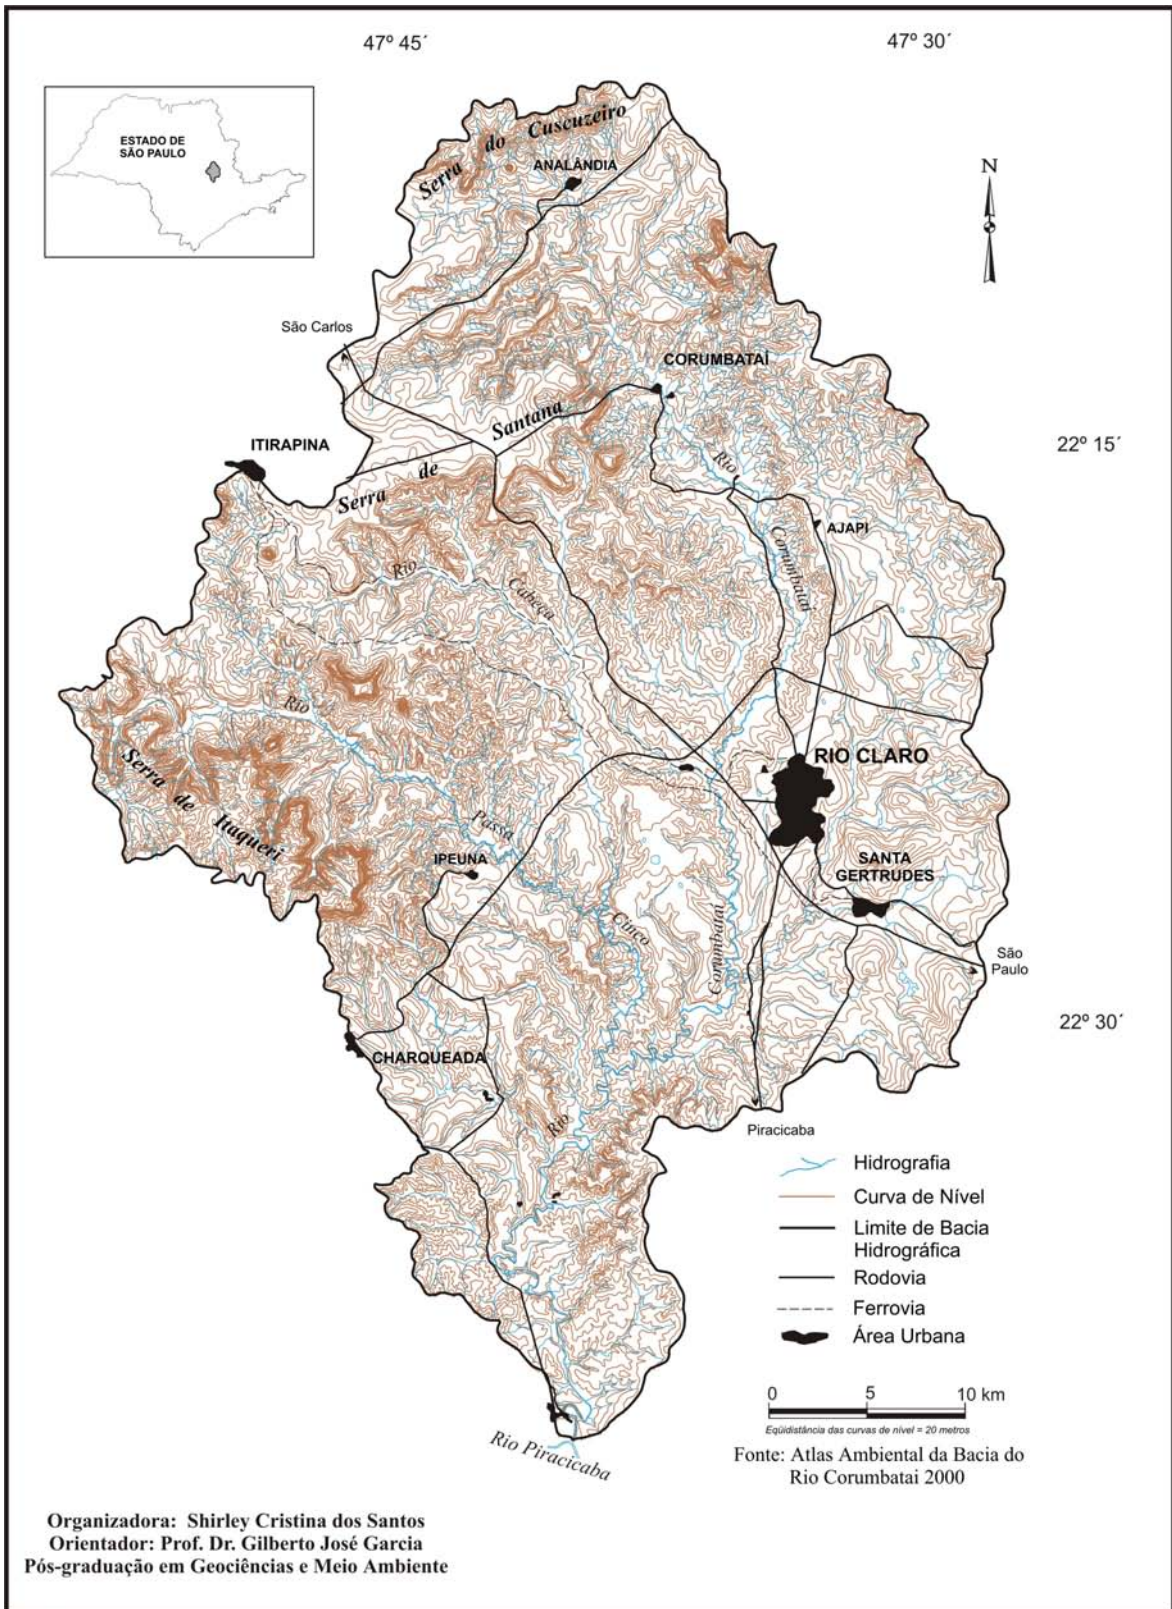 47º 45´
47º 30´
ESTADO DE
SÃO PAULO
Serra do Cuscuzeiro
ANALÂNDIA
N
São Carlos
CORUMBATAÍ
Santana
ITIRAPINA
22º 15´
Rio
Serra de
AJAPI
Corumbataí
Rio
Cabeça
Rio
RIO CLARO
Serra de Itaqueri
Passa
IPEUNA
SANTA
GERTRUDES
Cinco
Corumbataí
São
Paulo
22º 30´
CHARQUEADA
Rio
Piracicaba
Hidrografia
Curva de Nível
Limite de Bacia
Hidrográfica
Rodovia
Ferrovia
Área Urbana
0 5 10 km
Eqüidistância das curvas de nível = 20 metros
Rio Piracicaba
Fonte: Atlas Ambiental da Bacia do
Rio Corumbatai 2000
Organizadora: Shirley Cristina dos Santos
Orientador: Prof. Dr. Gilberto José Garcia
Pós-graduação em Geociências e Meio Ambiente